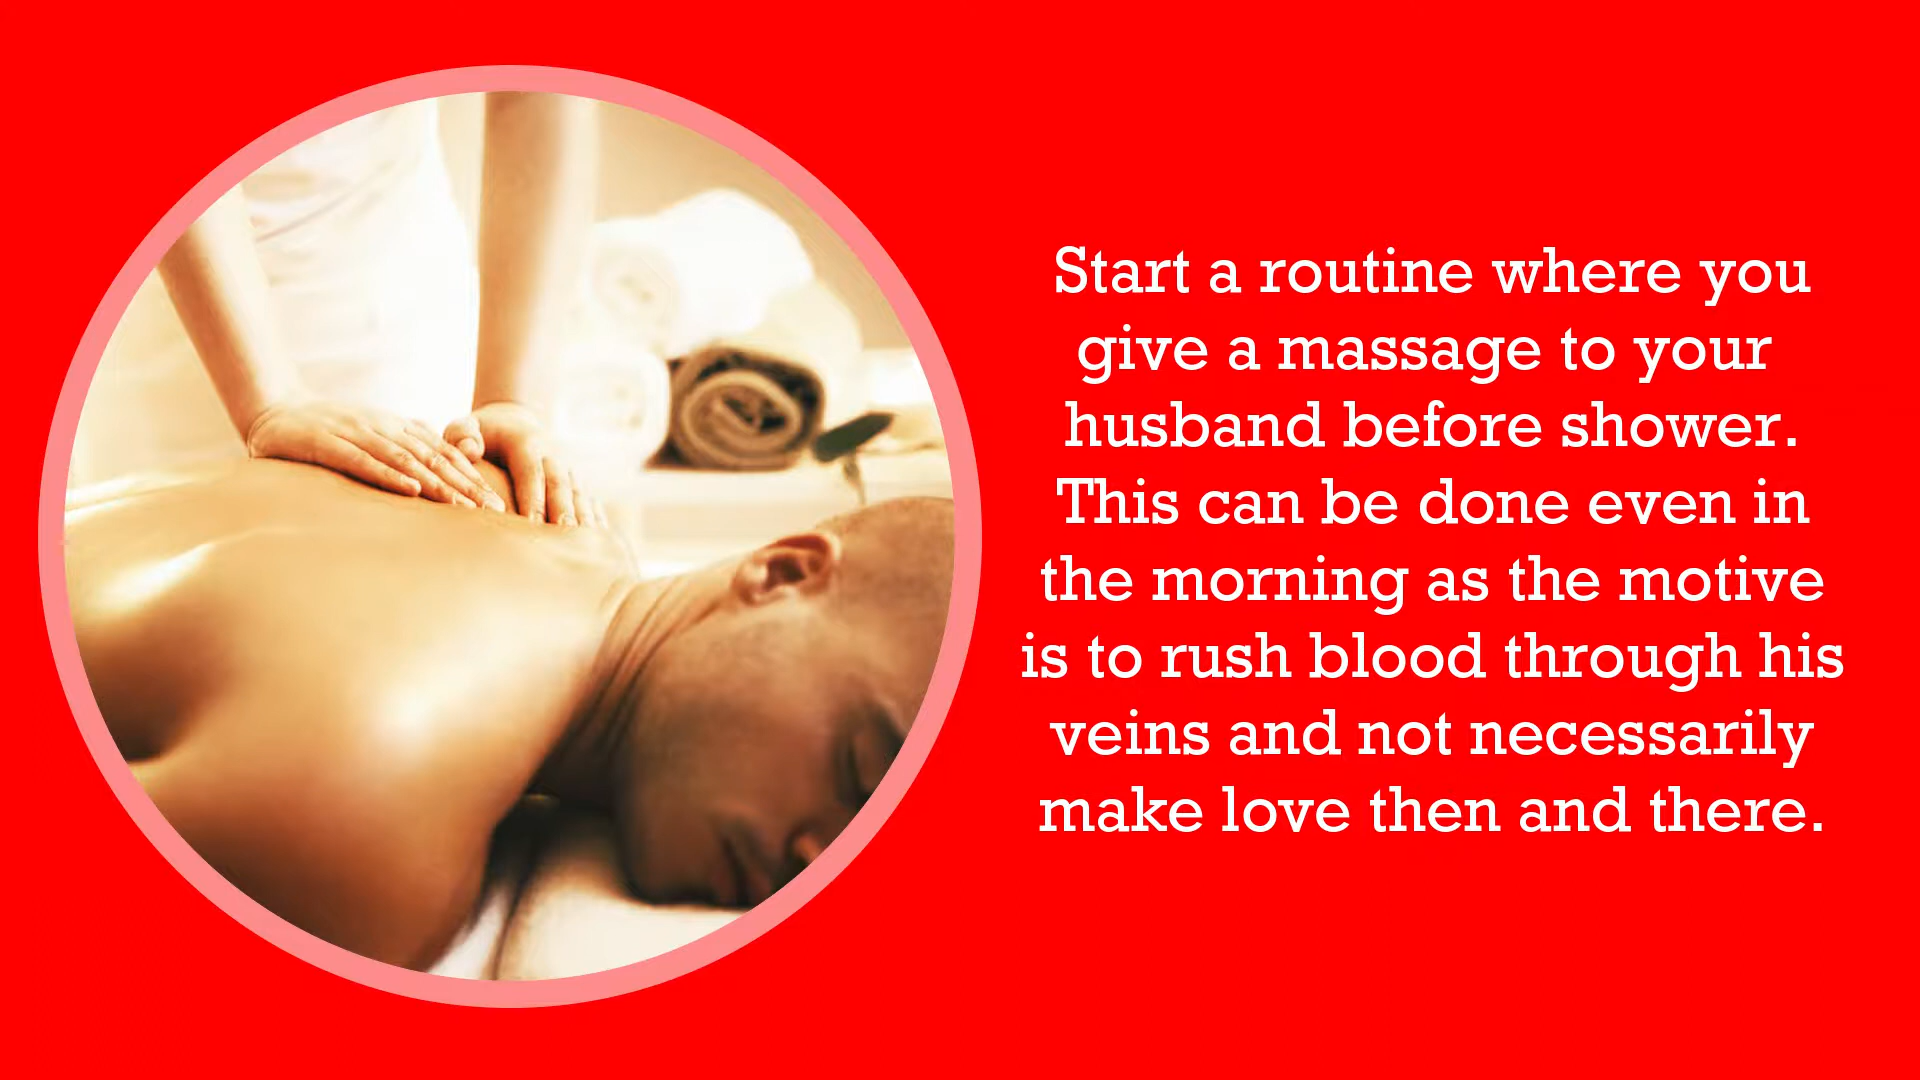 Start a routine where you
give a massage to your
husband before shower.
This can be done even in
the morning as the motive
is to rush blood through his
veins and not necessarily
make love then and there.